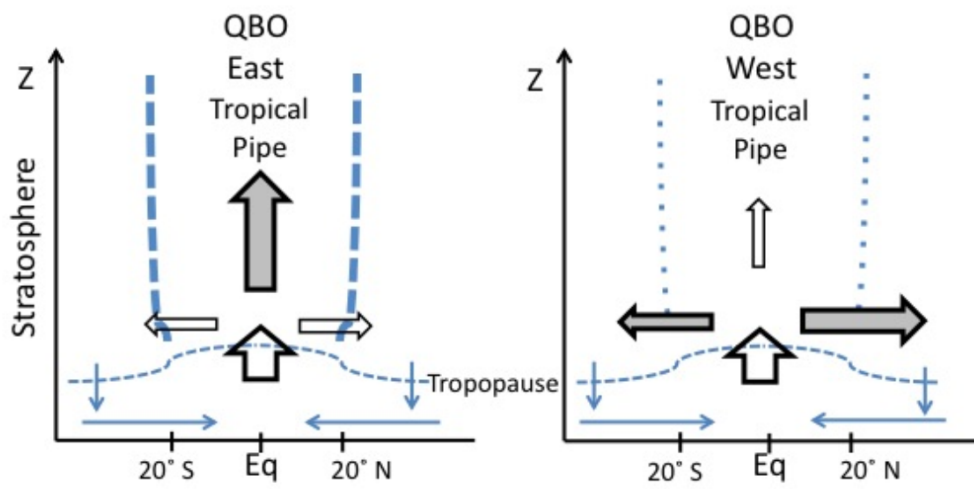 QBO
East
Tropical
Pipe
Z
Stratosphere
Tropopause
20° S
Eq
20° N
QBO
West
Tropical
Pipe
Z
20° S
Eq
20° N